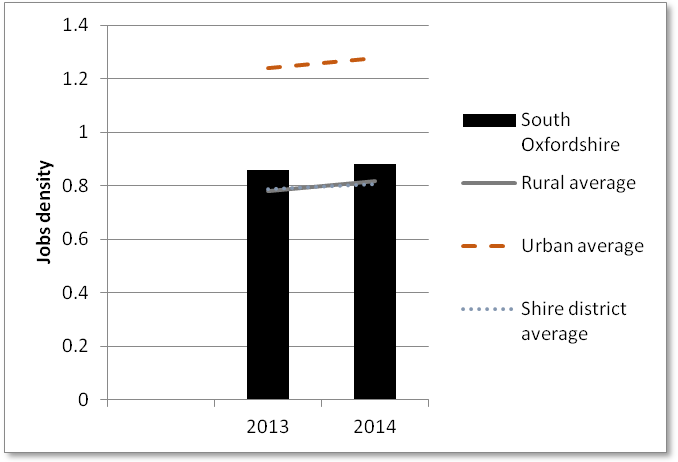 1.4
1.2
1
0.8
0.6
0.4
0.2
0
Jobs density
2013
2014
South
Oxfordshire
Rural average
Urban average
Shire district
average